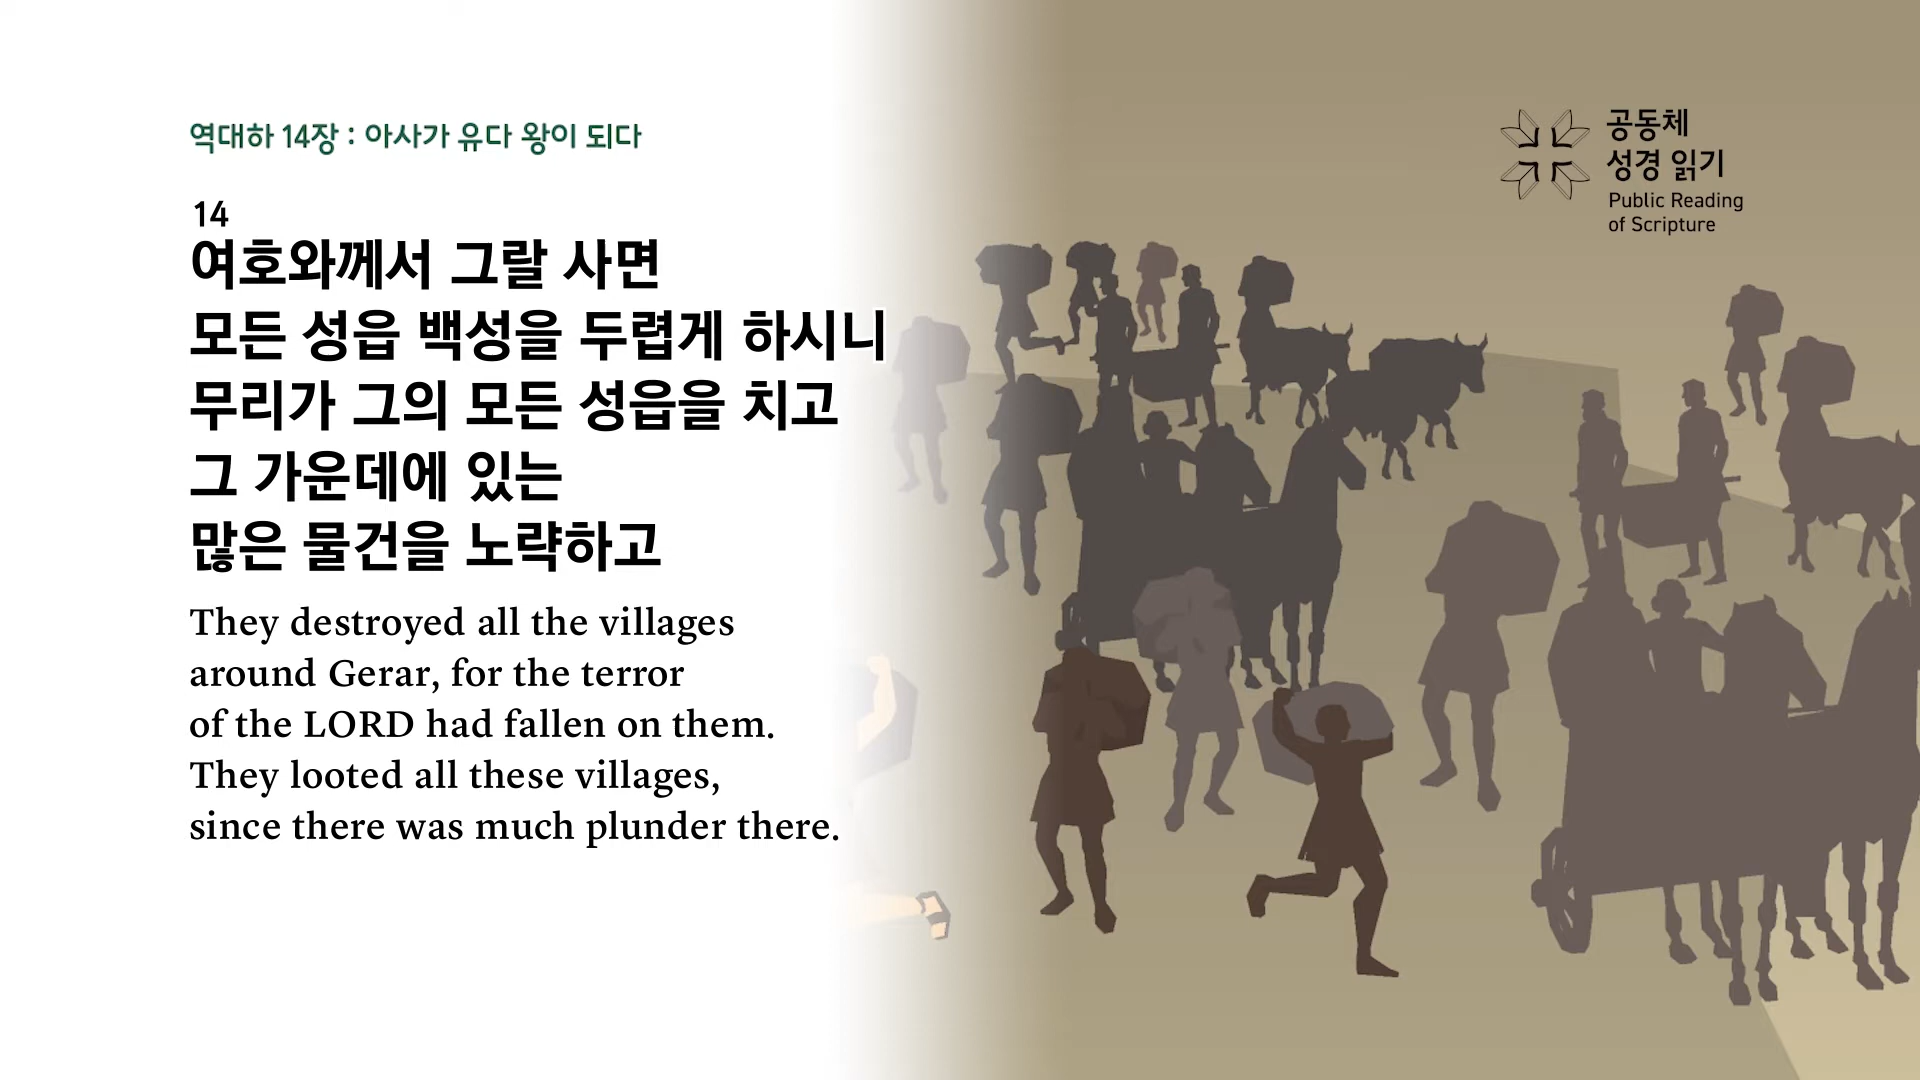 역대하 14장 : 아사가 유다 왕이 되다
14
여호와께서 그랄 사면
모든 성읍 백성을 두렵게 하시니
무리가 그의 모든 성읍을 치고
그 가운데에 있는
많은 물건을 노략하고
They destroyed all the villages
around Gerar, for the terror
of the LORD had fallen on them.
They looted all these villages,
since there was much plunder there.
공동체
성경 읽기
Public Reading
of Scripture